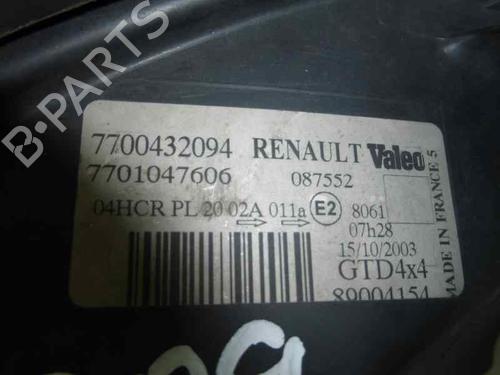 7700432094 RENAULT Valeo
7701047606 087552
04HCR PL 20 02A 011a E2 8061
07h28
15/10/2003
GTD4x4
89004154
MADE IN FRANCE 5
B-PARTS